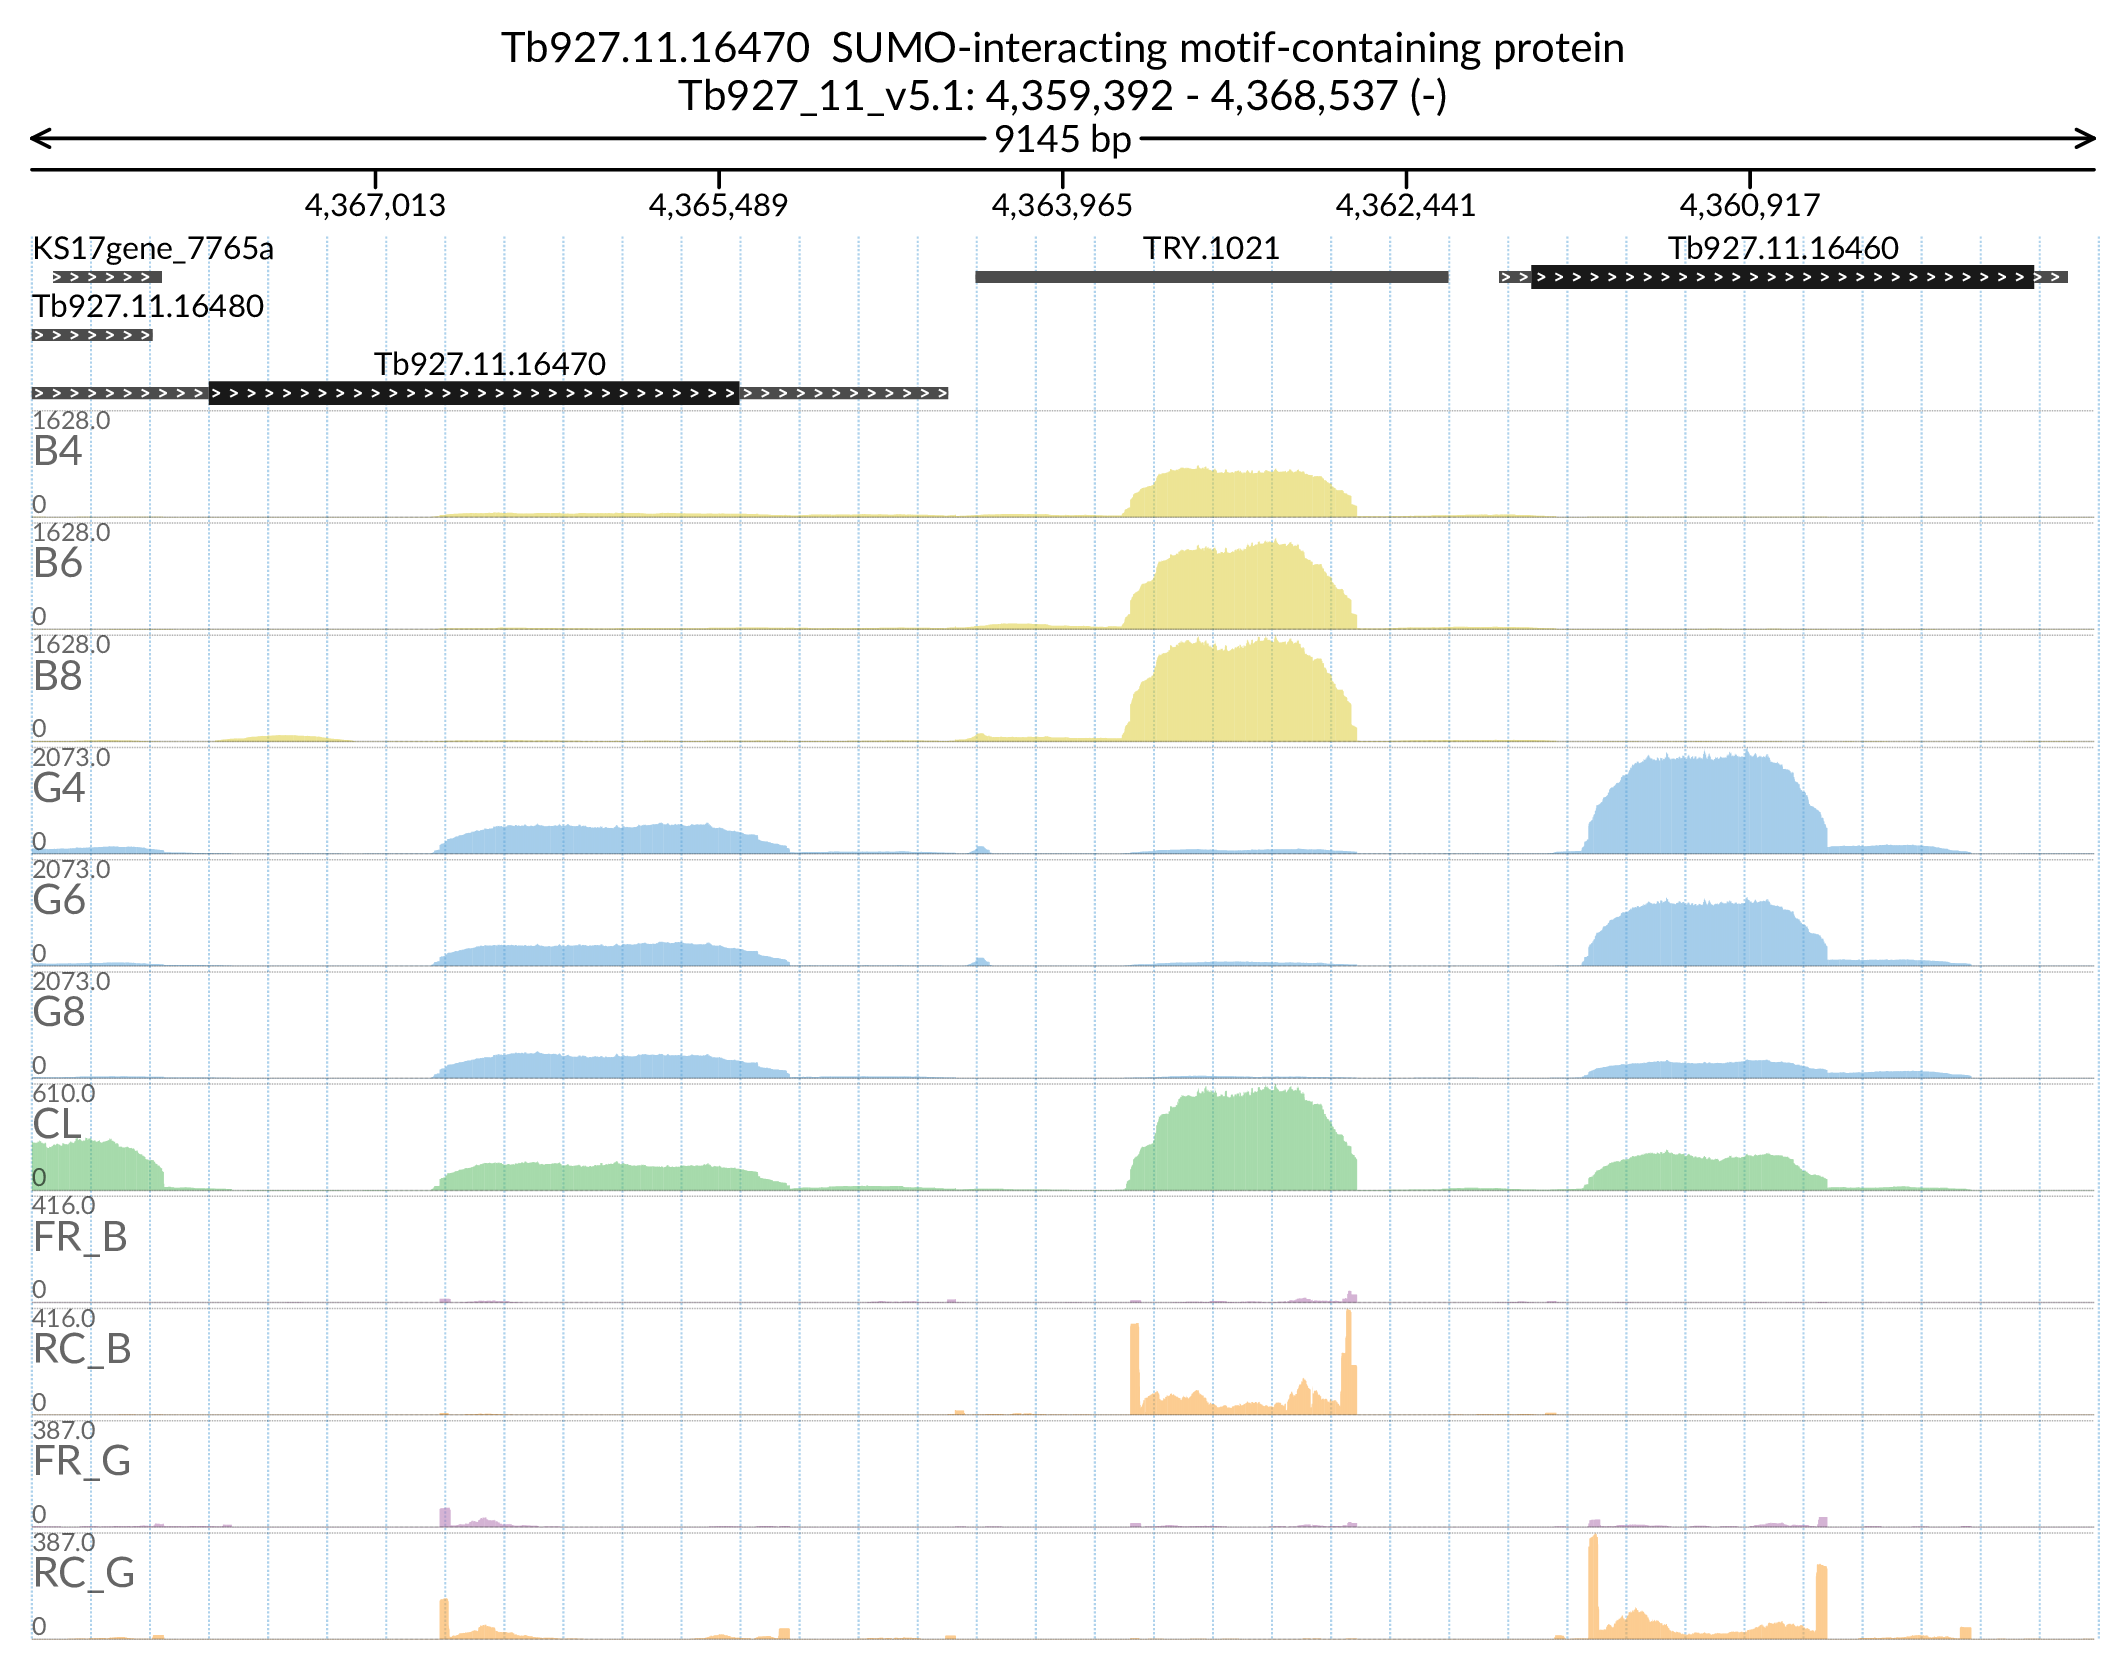 Tb927.11.16470  SUMO-interacting motif-containing protein
Tb927_11_v5.1: 4,359,392 - 4,368,537 (-)
9145 bp
4,367,013 4,365,489 4,363,965 4,362,441 4,360,917
KS17gene_7765a TRY.1021 Tb927.11.16460
Tb927.11.16480
Tb927.11.16470
1628.0
B4
0
1628.0
B6
0
1628.0
B8
0
2073.0
G4
0
2073.0
G6
0
2073.0
G8
0
610.0
CL
0
416.0
FR_B
0
416.0
RC_B
0
387.0
FR_G
0
387.0
RC_G
0